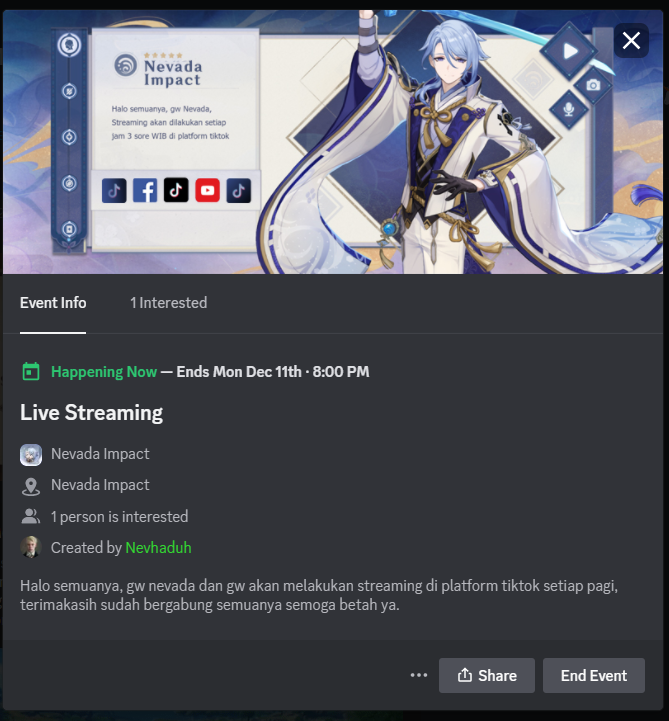 Nevada
Impact
Halo semuanya, gw Nevada,
Streaming akan dilakukan setiap
jam 3 sore WIB di platform tiktok
Event Info
1 Interested
Happening Now — Ends Mon Dec 11th · 8:00 PM
Live Streaming
Nevada Impact
Nevada Impact
1 person is interested
Created by Nevhaduh
Halo semuanya, gw nevada dan gw akan melakukan streaming di platform tiktok setiap pagi,
terimakasih sudah bergabung semuanya semoga betah ya.
Share
End Event